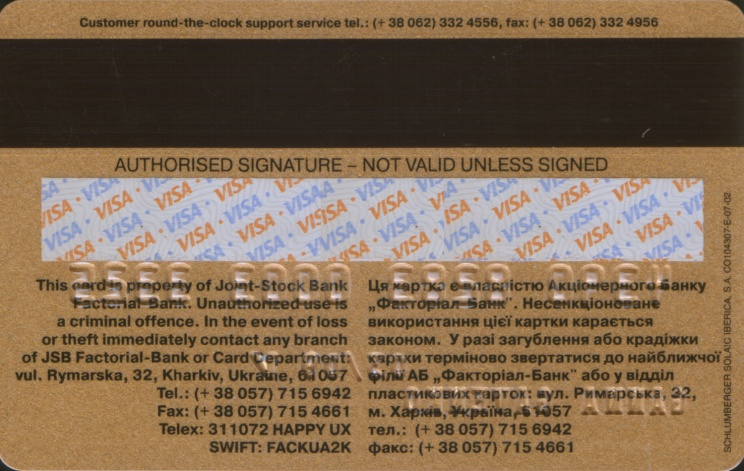 Customer round-the-clock support service tel.: (+ 38 062) 332 4556, fax: (+ 38 062) 332 4956
AUTHORISED SIGNATURE – NOT VALID UNLESS SIGNED
VISA
This card is property of Joint-Stock Bank
Factorial-Bank. Unauthorized use is
a criminal offence. In the event of loss
or theft immediately contact any branch
of JSB Factorial-Bank or Card Department:
vul. Rymarska, 32, Kharkiv, Ukraine, 61057
Tel.: (+ 38 057) 715 6942
Fax: (+ 38 057) 715 4661
Telex: 311072 HAPPY UX
SWIFT: FACKUA2K
Ця картка є власністю Акціонерного Банку
„Факторіал-Банк". Несанкціоноване
використання цієї картки карається
законом. У разі загублення або крадіжки
картки терміново звертатися до найближчої
філії АБ „Факторіал-Банк" або у відділ
пластикових карток: вул. Римарська, 32,
м. Харків, Україна, 61057
тел.: (+ 38 057) 715 6942
факс: (+ 38 057) 715 4661
SCHLUMBERGER SOLAIC IBERICA, S.A. CO104307-E-07-02